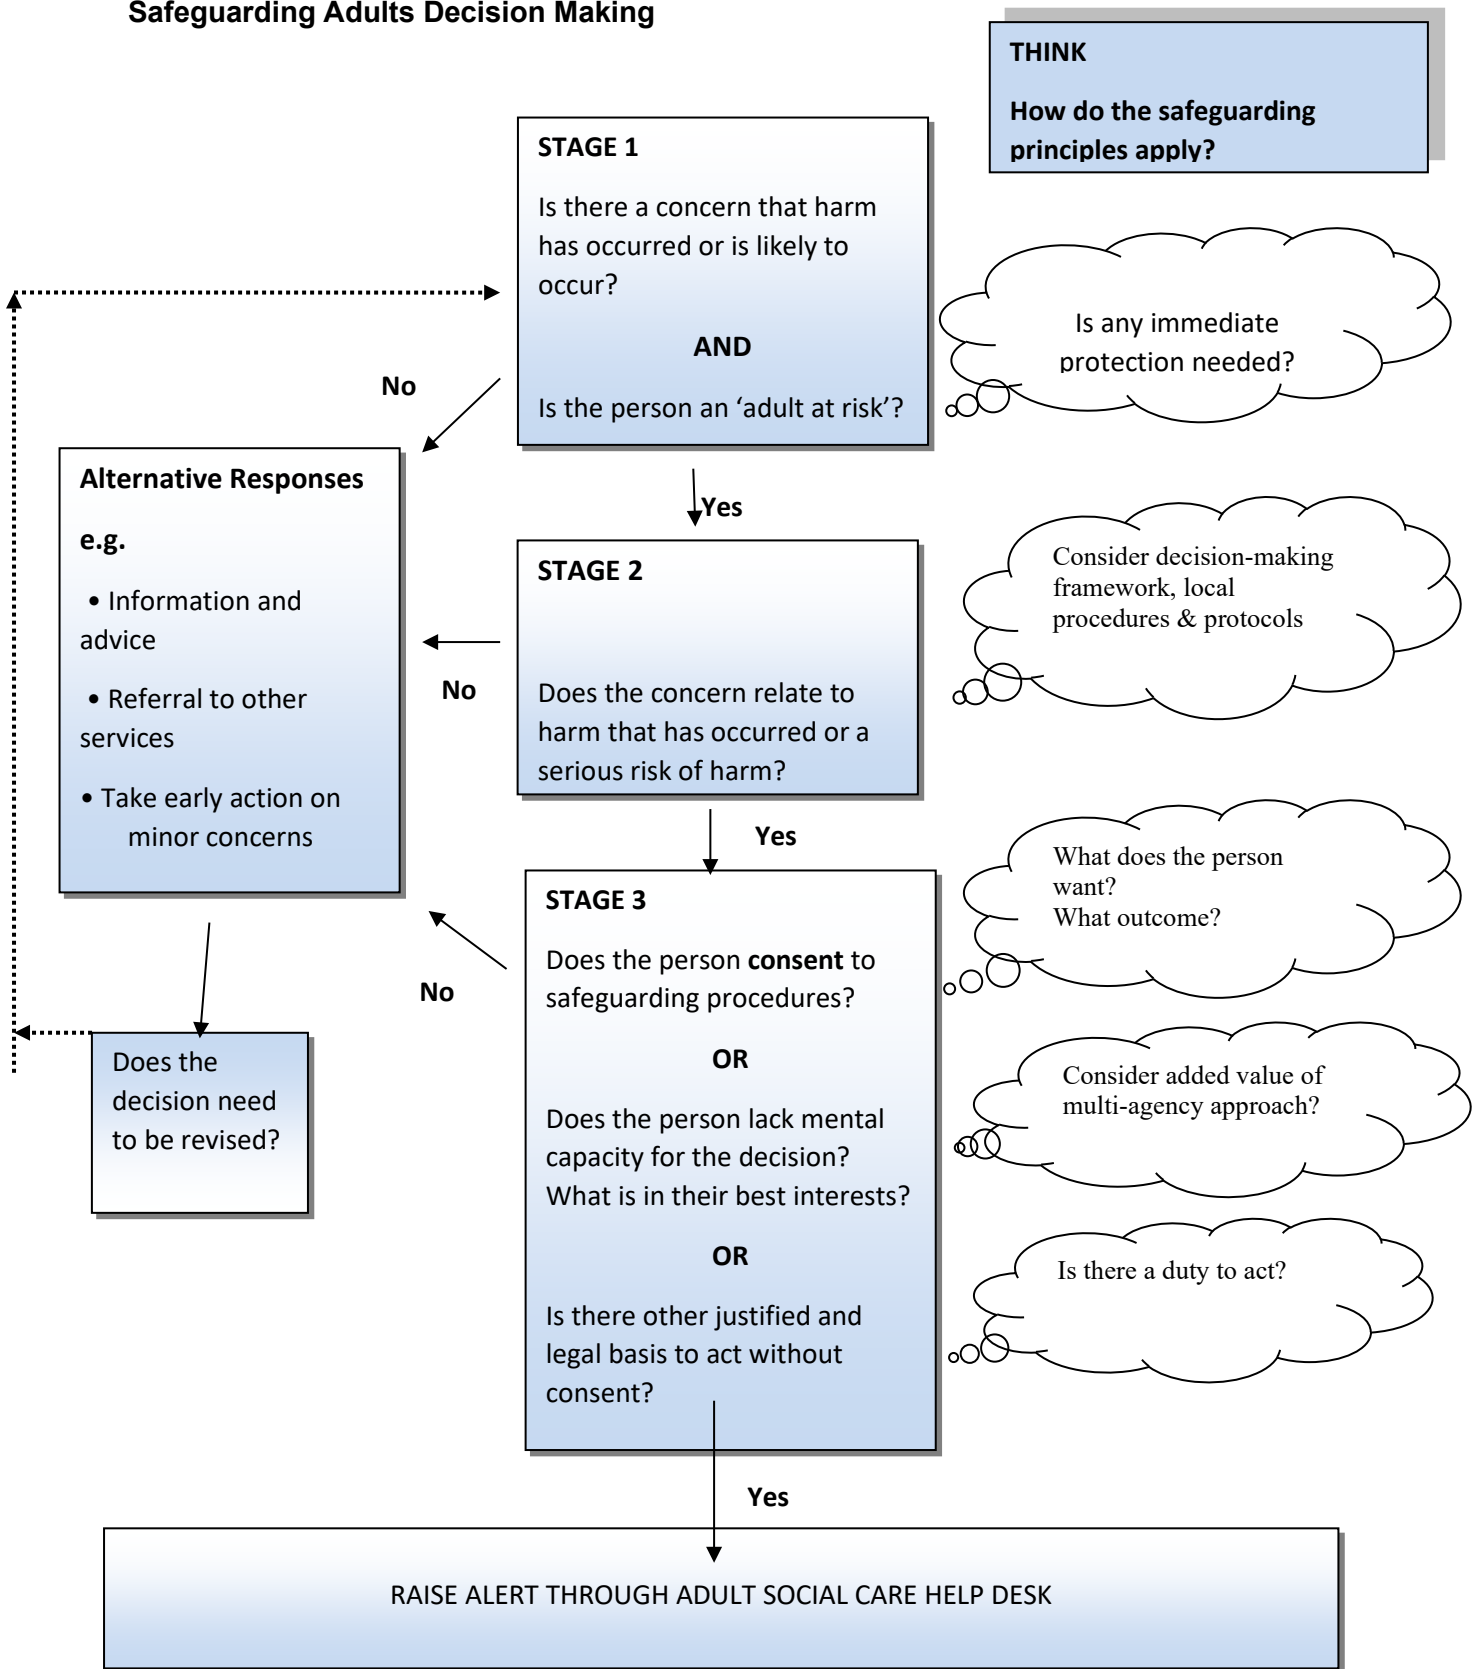 Safeguarding Adults Decision Making
THINK
How do the safeguarding
principles apply?
STAGE 1
Is there a concern that harm
has occurred or is likely to
occur?
AND
Is the person an ‘adult at risk’?
Is any immediate
protection needed?
No
Yes
Alternative Responses
e.g.
• Information and
advice
• Referral to other
services
• Take early action on
minor concerns
STAGE 2
Does the concern relate to
harm that has occurred or a
serious risk of harm?
Consider decision-making
framework, local
procedures & protocols
No
Yes
STAGE 3
Does the person consent to
safeguarding procedures?
OR
Does the person lack mental
capacity for the decision?
What is in their best interests?
OR
Is there other justified and
legal basis to act without
consent?
What does the person
want?
What outcome?
No
Does the
decision need
to be revised?
Consider added value of
multi-agency approach?
Is there a duty to act?
Yes
RAISE ALERT THROUGH ADULT SOCIAL CARE HELP DESK